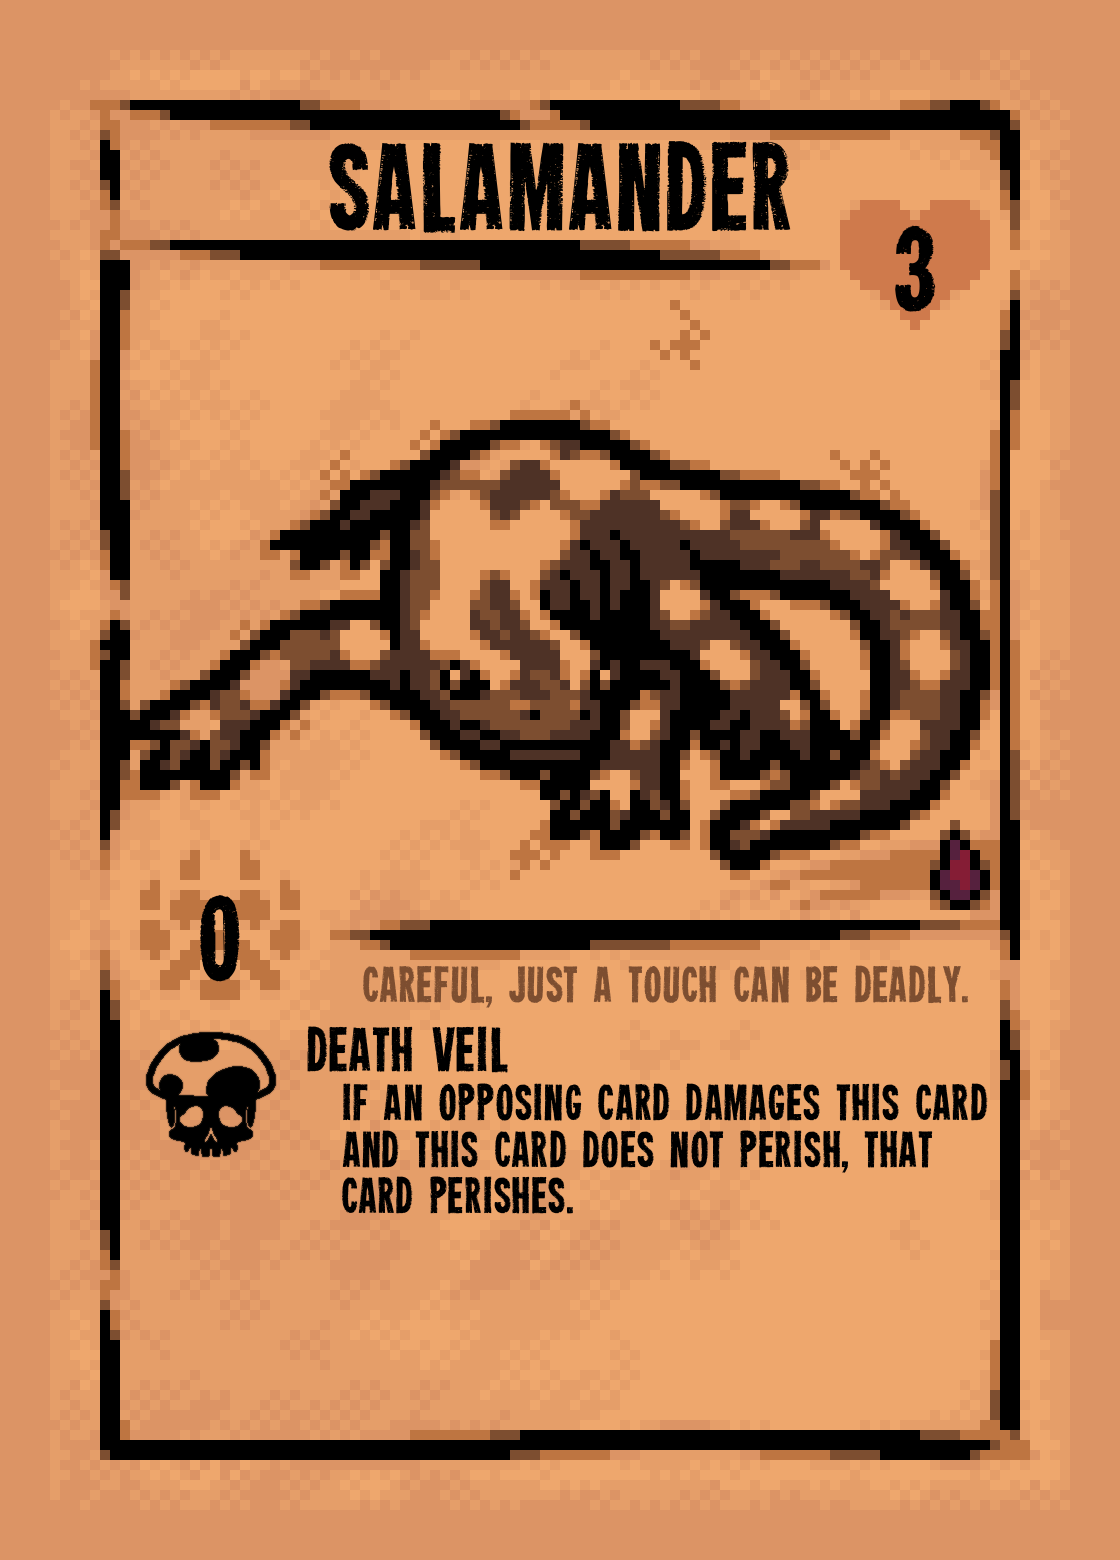 SALAMANDER
3
0
CAREFUL, JUST A TOUCH CAN BE DEADLY.
DEATH VEIL
IF AN OPPOSING CARD DAMAGES THIS CARD
AND THIS CARD DOES NOT PERISH, THAT
CARD PERISHES.